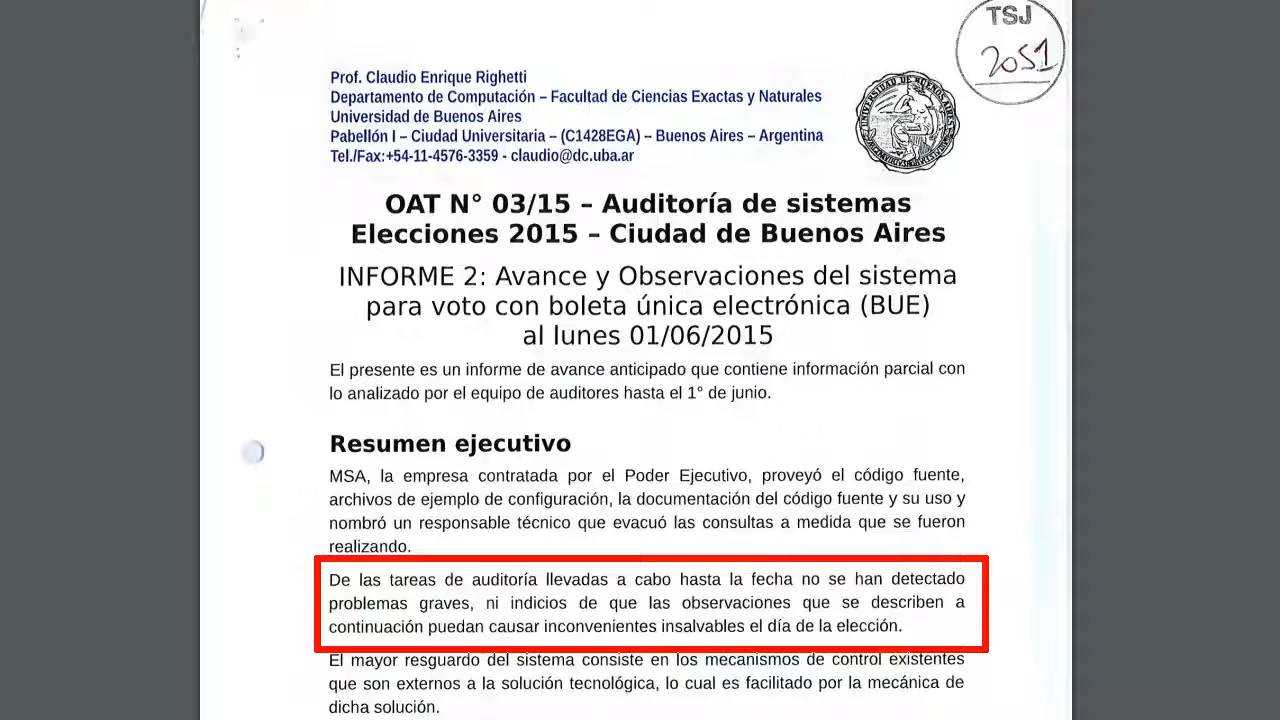 TSJ
2051
Prof. Claudio Enrique Righetti
Departamento de Computación – Facultad de Ciencias Exactas y Naturales
Universidad de Buenos Aires
Pabellón I – Ciudad Universitaria – (C1428EGA) – Buenos Aires – Argentina
Tel./Fax:+54-11-4576-3359 - claudio@dc.uba.ar
OAT N° 03/15 – Auditoría de sistemas
Elecciones 2015 – Ciudad de Buenos Aires
INFORME 2: Avance y Observaciones del sistema
para voto con boleta única electrónica (BUE)
al lunes 01/06/2015
El presente es un informe de avance anticipado que contiene información parcial con
lo analizado por el equipo de auditores hasta el 1° de junio.
Resumen ejecutivo
MSA, la empresa contratada por el Poder Ejecutivo, proveyó el código fuente,
archivos de ejemplo de configuración, la documentación del código fuente y su uso y
nombró un responsable técnico que evacuó las consultas a medida que se fueron
realizando.
De las tareas de auditoría llevadas a cabo hasta la fecha no se han detectado
problemas graves, ni indicios de que las observaciones que se describen a
continuación puedan causar inconvenientes insalvables el día de la elección.
El mayor resguardo del sistema consiste en los mecanismos de control existentes
que son externos a la solución tecnológica, lo cual es facilitado por la mecánica de
dicha solución.